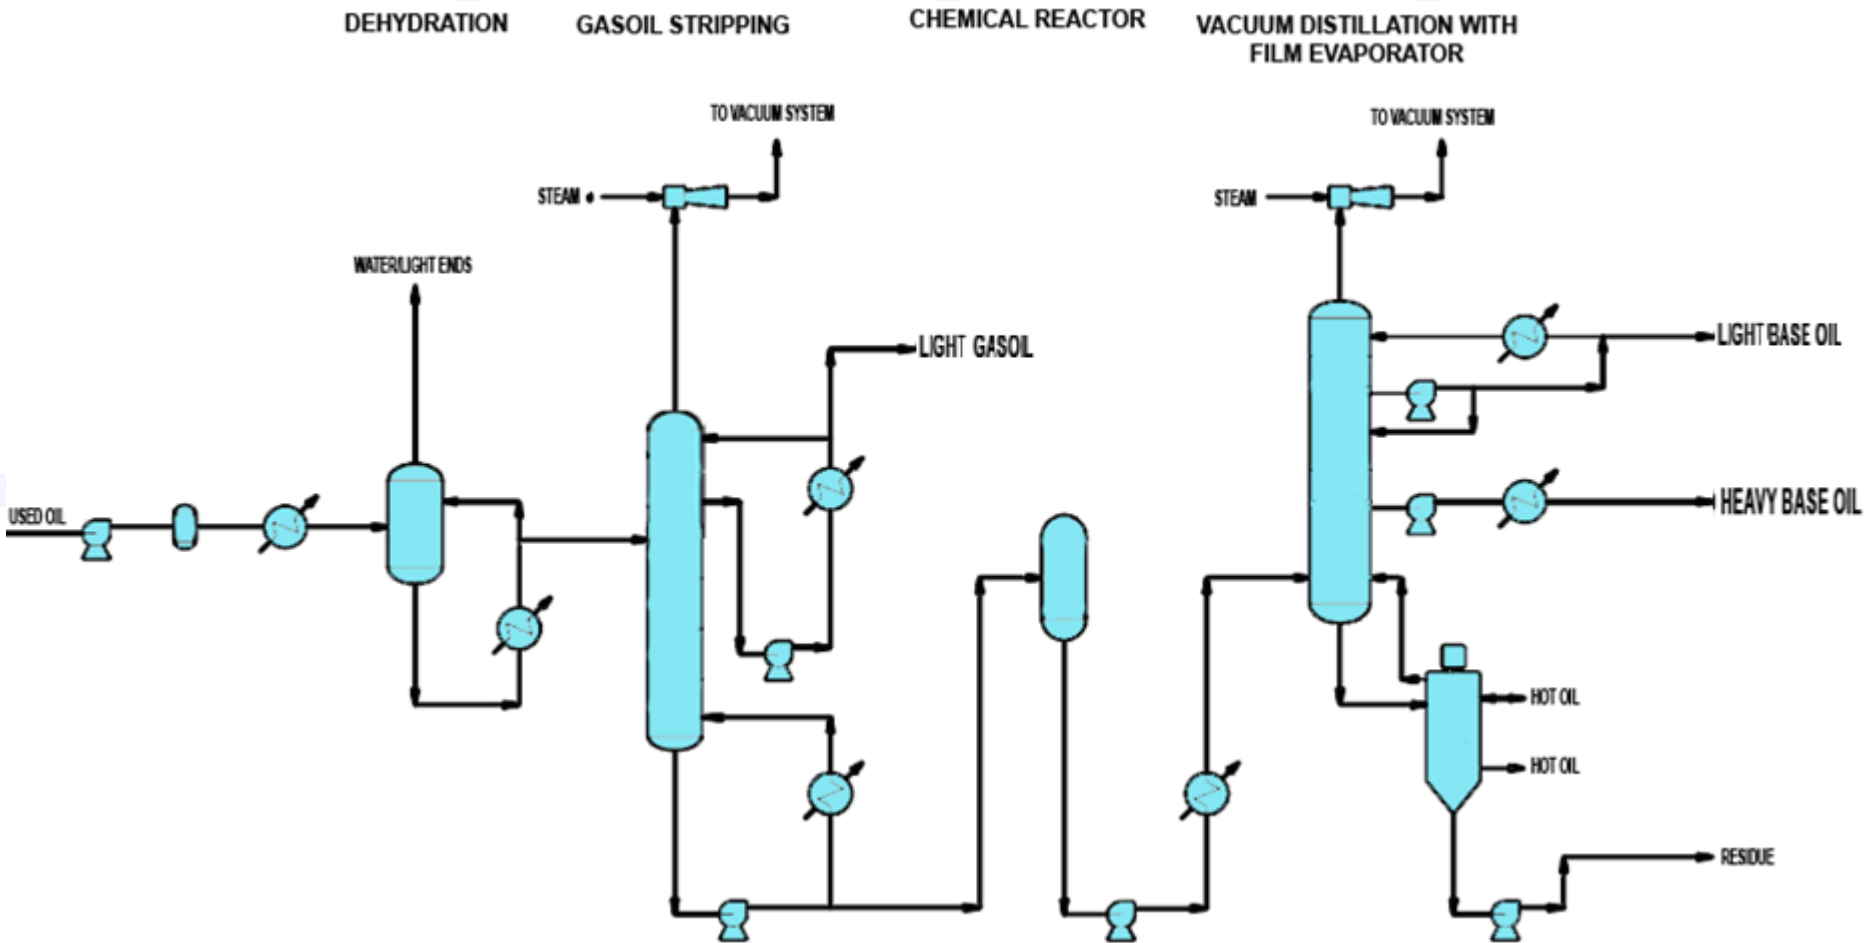 DEHYDRATION
GASOIL STRIPPING
CHEMICAL REACTOR
VACUUM DISTILLATION WITH
FILM EVAPORATOR
TO VACUUM SYSTEM
TO VACUUM SYSTEM
STEAM
STEAM
WATER/LIGHT ENDS
LIGHT GASOIL
LIGHT BASE OIL
USED OIL
HEAVY BASE OIL
HOT OIL
HOT OIL
RESIDUE